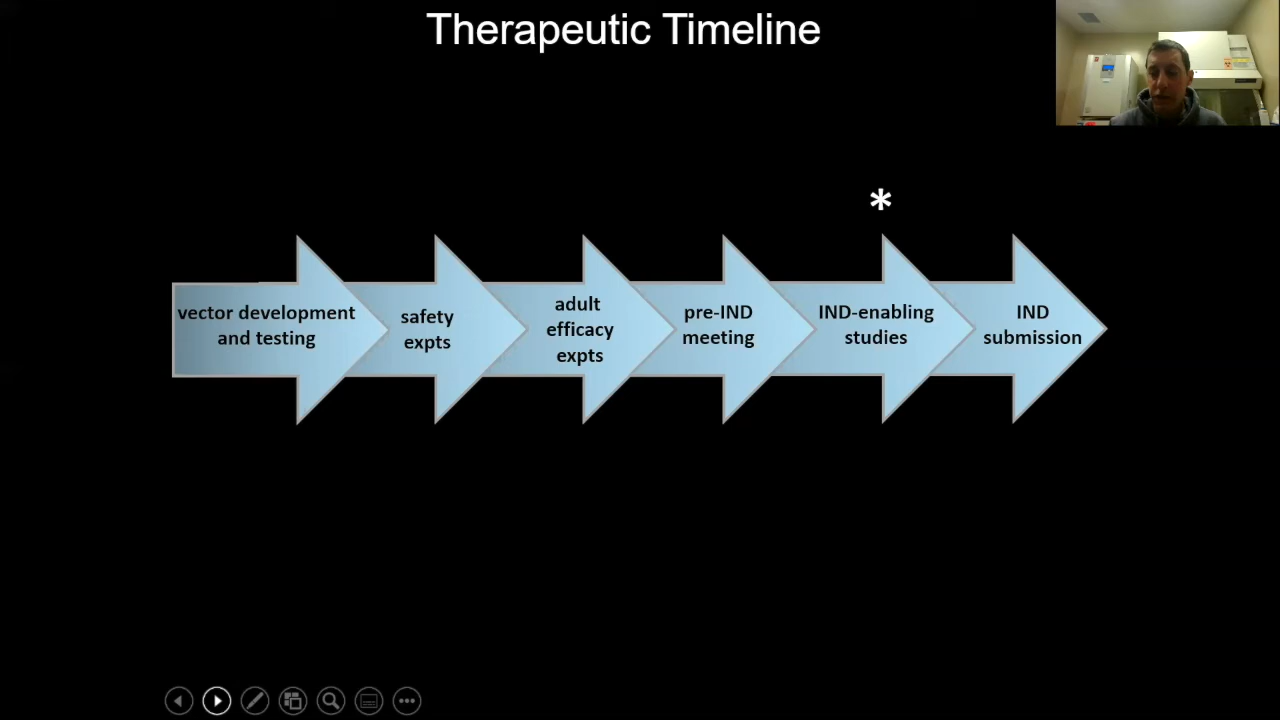 Therapeutic Timeline
*
vector development
and testing
safety
expts
adult
efficacy
expts
pre-IND
meeting
IND-enabling
studies
IND
submission